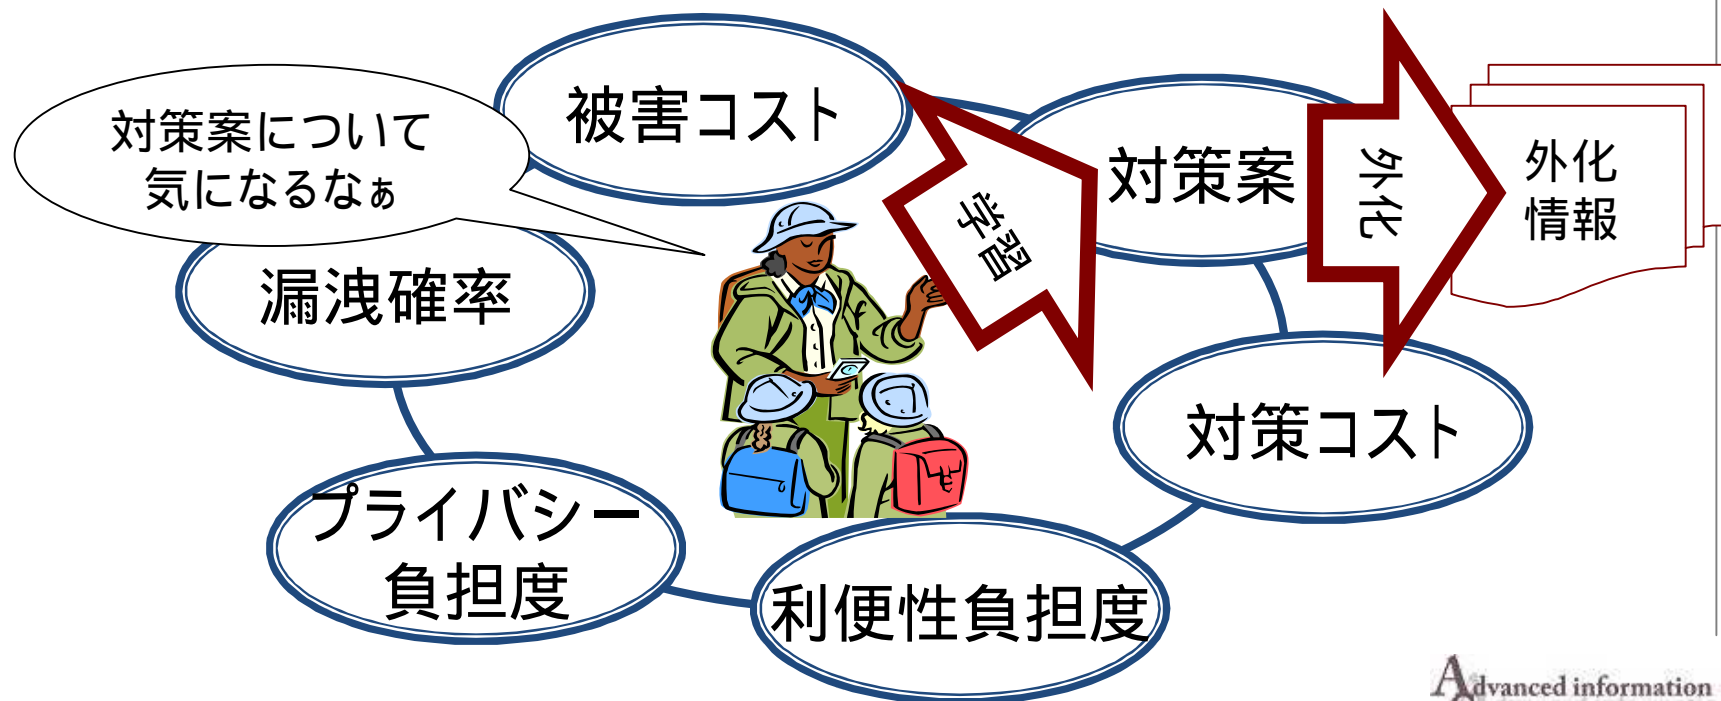 被害コスト
対策案について
気になるなぁ
対策案
外化
外化
情報
学習
漏洩確率
対策コスト
プライバシー
負担度
利便性負担度
Advanced information